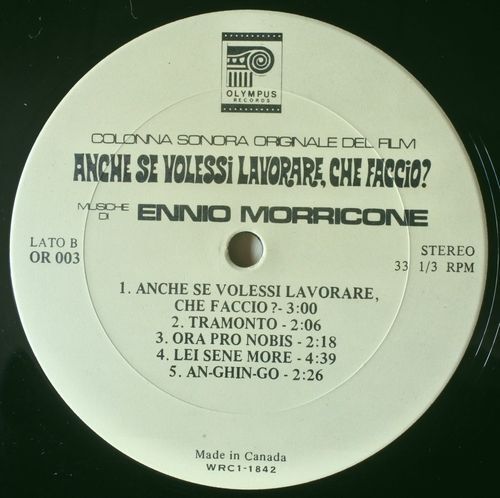 OLYMPUS
RECORDS
COLONNA SONORA ORIGINALE DEL FILM
ANCHE SE VOLESSI LAVORARE, CHE FACCIO?
MUSICHE
DI ENNIO MORRICONE
LATO B
OR 003
STEREO
33 1/3 RPM
1. ANCHE SE VOLESSI LAVORARE,
CHE FACCIO?- 3:00
2. TRAMONTO - 2:06
3. ORA PRO NOBIS - 2:18
4. LEI SENE MORE - 4:39
5. AN-GHIN-GO - 2:26
Made in Canada
WRC1-1842